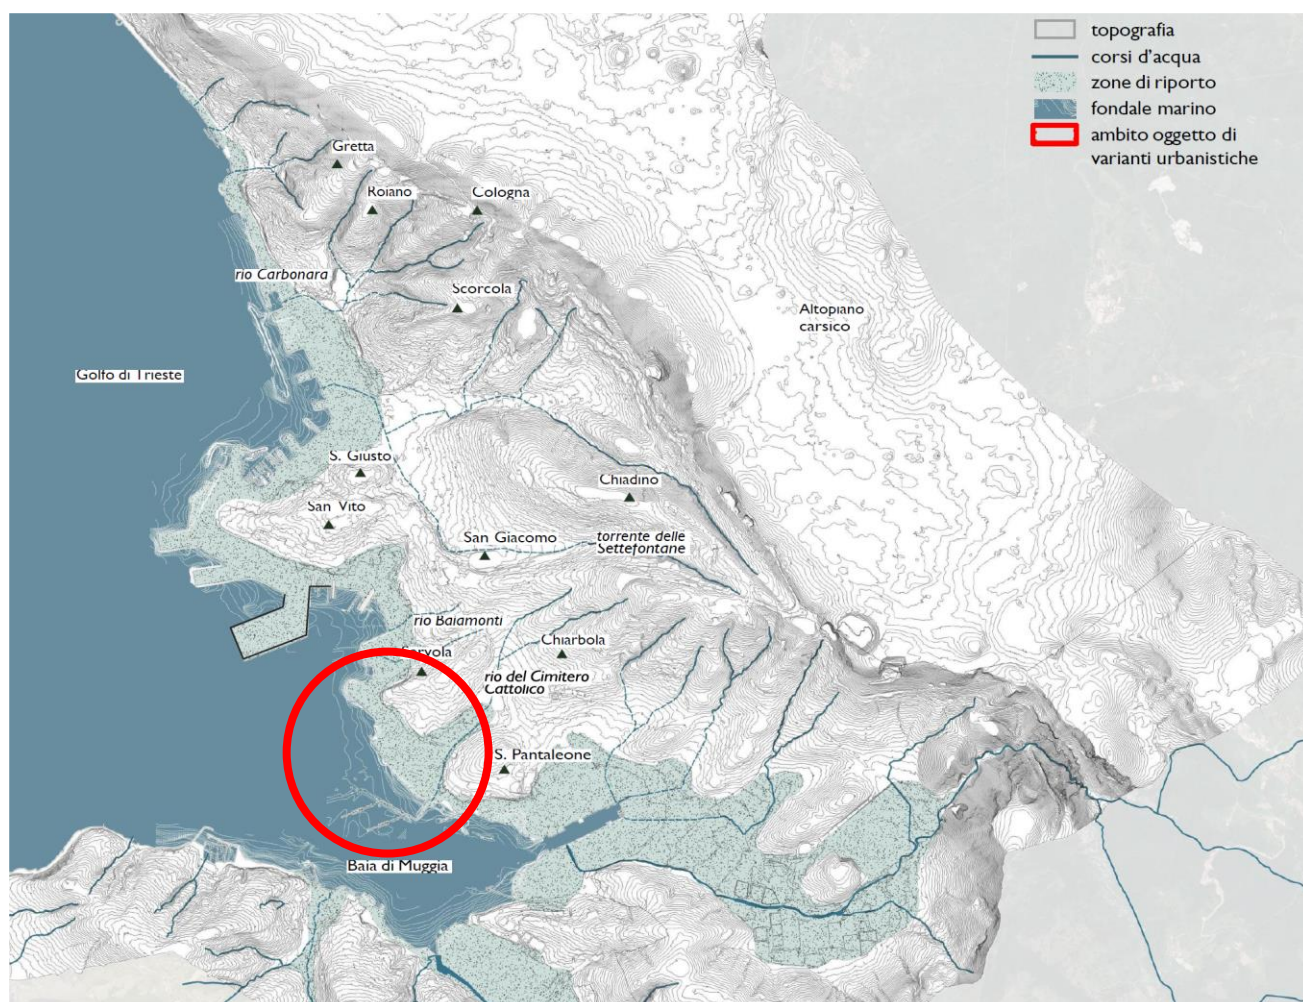 topografia
corsi d'acqua
zone di riporto
fondale marino
ambito oggetto di
varianti urbanistiche
Gretta
Roiano
Cologna
rio Carbonara
Scorcola
Altopiano
carsico
Golfo di Trieste
S. Giusto
Chiadino
San Vito
San Giacomo
torrente delle
Settefontane
rio Baiamonti
Chiarbola
Servola
rio del Cimitero
Cattolico
S. Pantaleone
Baia di Muggia